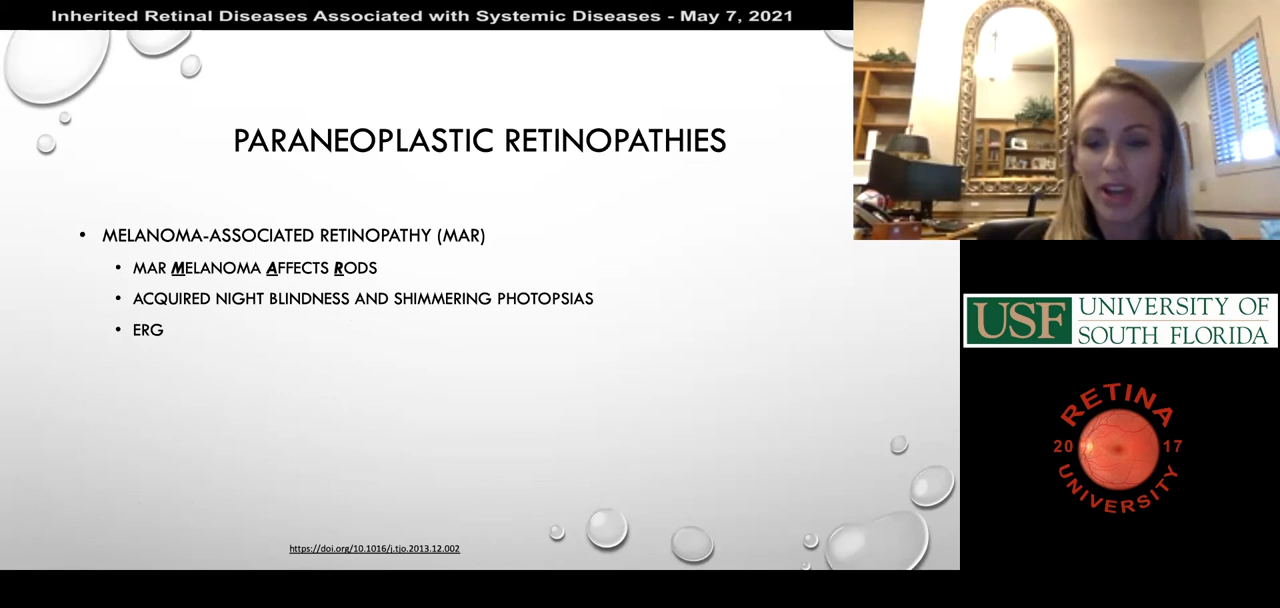 Inherited Retinal Diseases Associated with Systemic Diseases - May 7, 2021
PARANEOPLASTIC RETINOPATHIES
• MELANOMA-ASSOCIATED RETINOPATHY (MAR)
• MAR MELANOMA AFFECTS RODS
• ACQUIRED NIGHT BLINDNESS AND SHIMMERING PHOTOPSIAS
• ERG
https://doi.org/10.1016/j.tjo.2013.12.002
USF UNIVERSITY OF
SOUTH FLORIDA
RETINA
20 17
UNIVERSITY